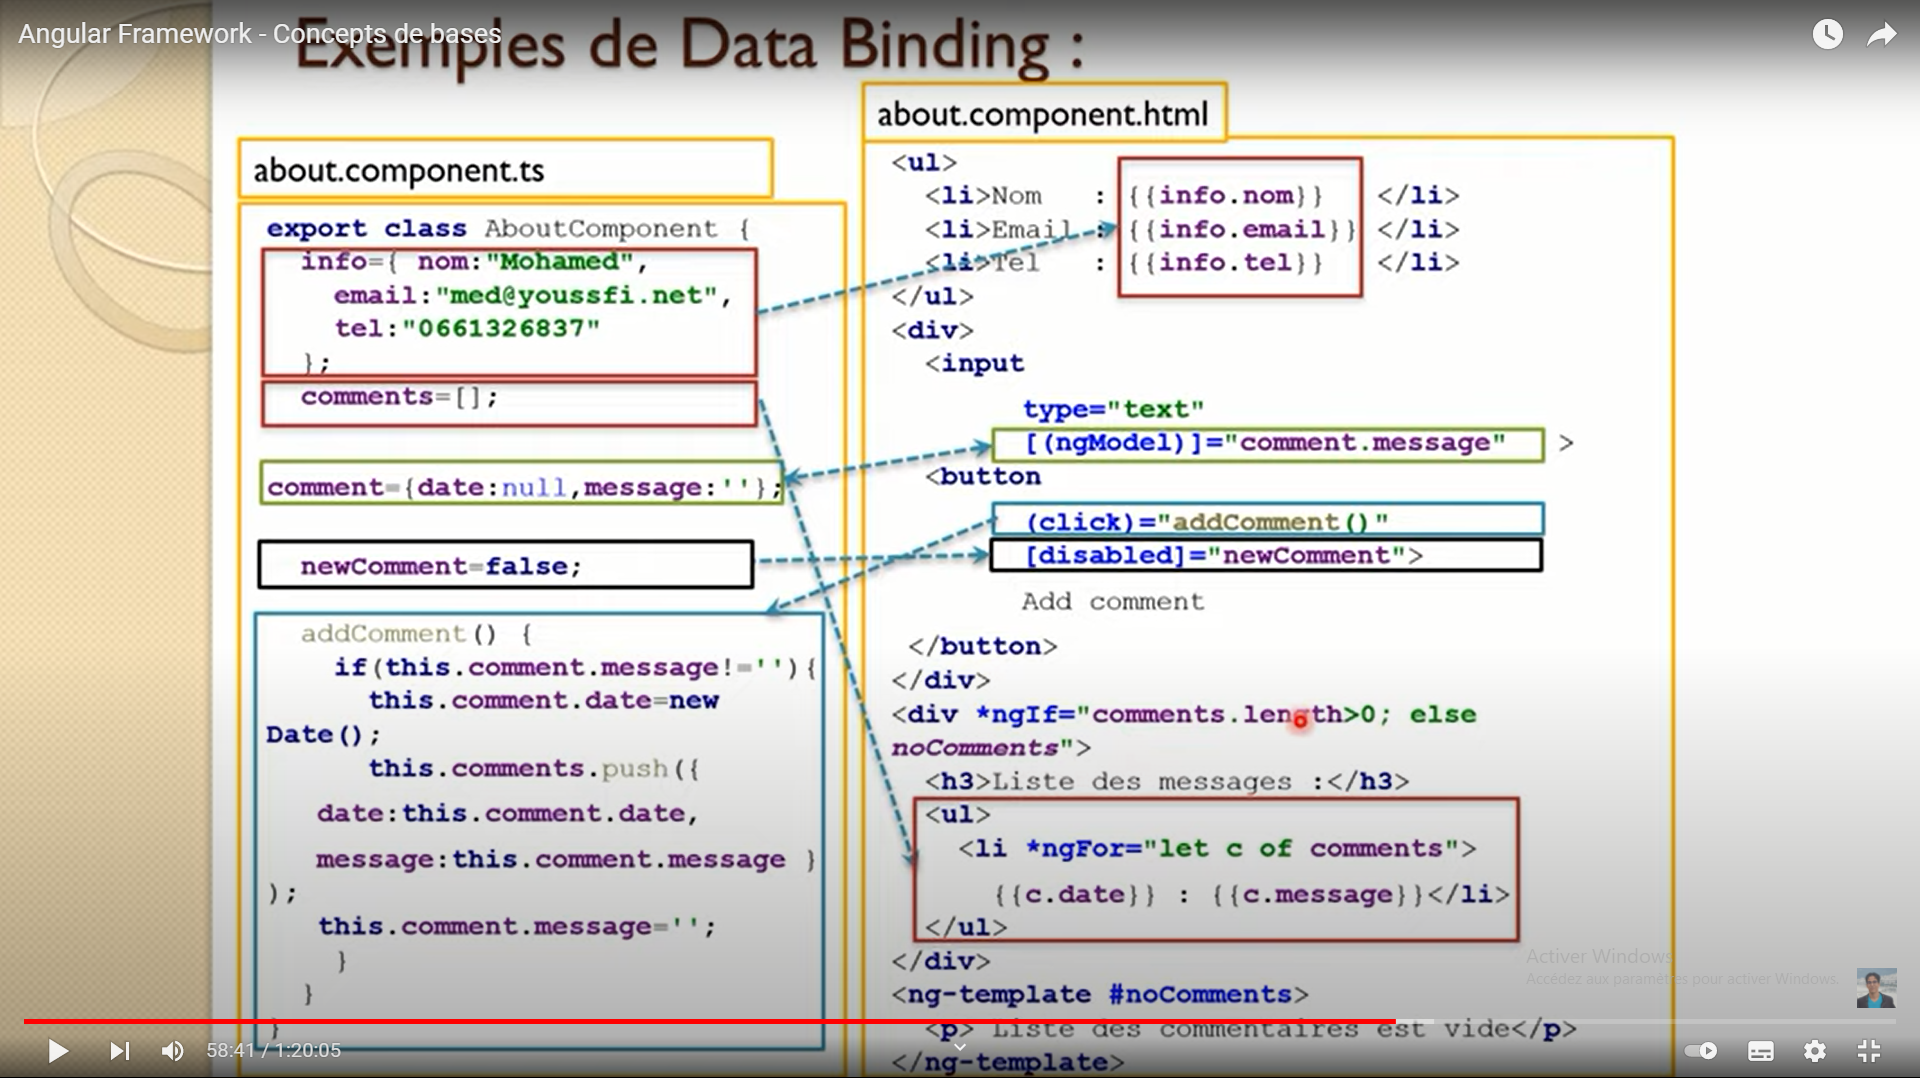 Angular Framework - Concepts de bases
Exemples de Data Binding :
about.component.ts
export class AboutComponent {
info={ nom:"Mohamed",
email:"med@youssfi.net",
tel:"0661326837"
};
comments=[];
comment={date:null,message:''};
newComment=false;
addComment() {
if(this.comment.message!=''){
this.comment.date=new
Date();
this.comments.push({
date:this.comment.date,
message:this.comment.message }
);
this.comment.message='';
}
}
}
about.component.html
<ul>
<li>Nom : {{info.nom}} </li>
<li>Email : {{info.email}} </li>
<li>Tel : {{info.tel}} </li>
</ul>
<div>
<input
type="text"
[(ngModel)]="comment.message" >
<button
(click)="addComment()"
[disabled]="newComment">
Add comment
</button>
</div>
<div *ngIf="comments.length>0; else
noComments">
<h3>Liste des messages :</h3>
<ul>
<li *ngFor="let c of comments">
{{c.date}} : {{c.message}}</li>
</ul>
</div>
<ng-template #noComments>
<p> Liste des commentaires est vide</p>
</ng-template>
Activer Windows
Accédez aux paramètres pour activer Windows.
58:41 / 1:20:05